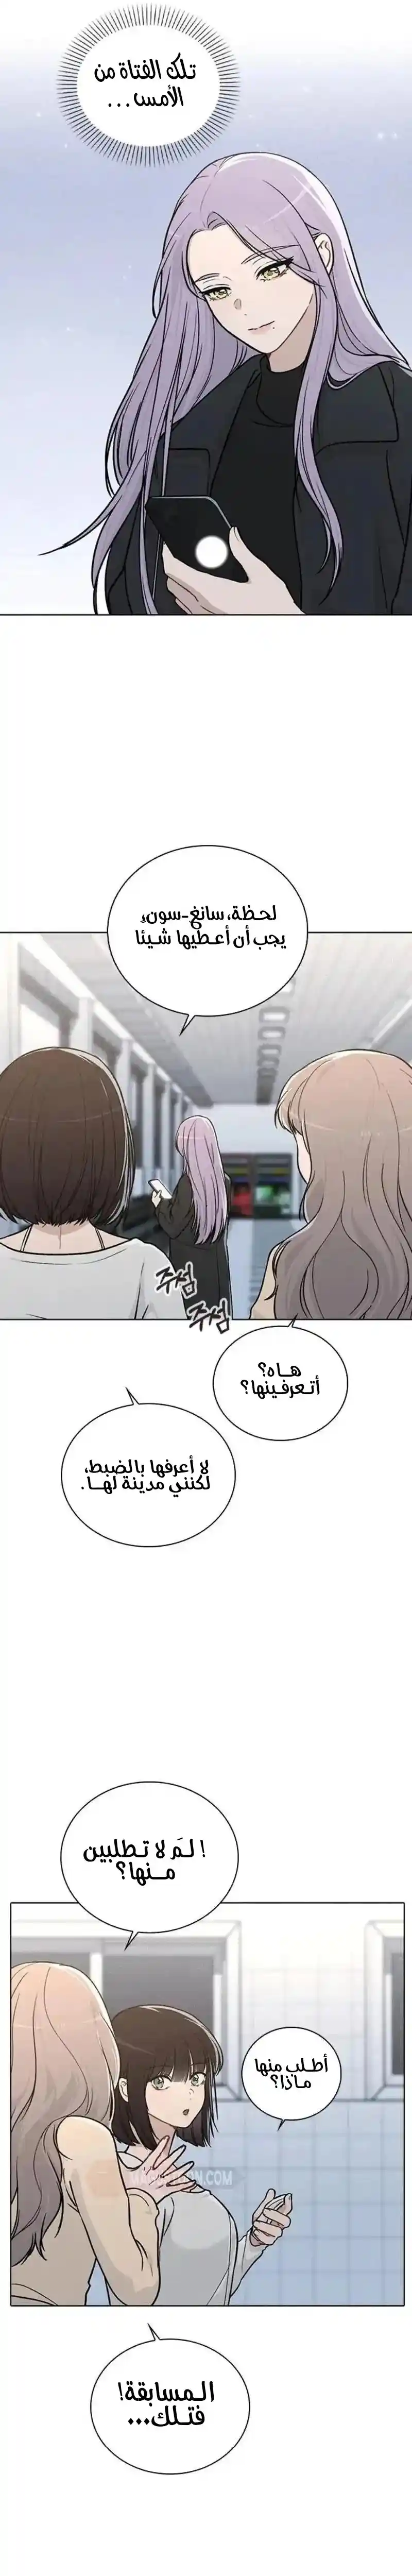 تلك الفتاة من
الأمس...
لحظة، سانغ-سون،
يجب أن أعطيها شيئا
주섬
주섬
هاه؟
أتعرفينها؟
لا أعرفها بالضبط،
لكنني مدينة لها.
! لمَ لا تطلبين
منها؟
أطلب منها
ماذا؟
المسابقة!
فتلك...